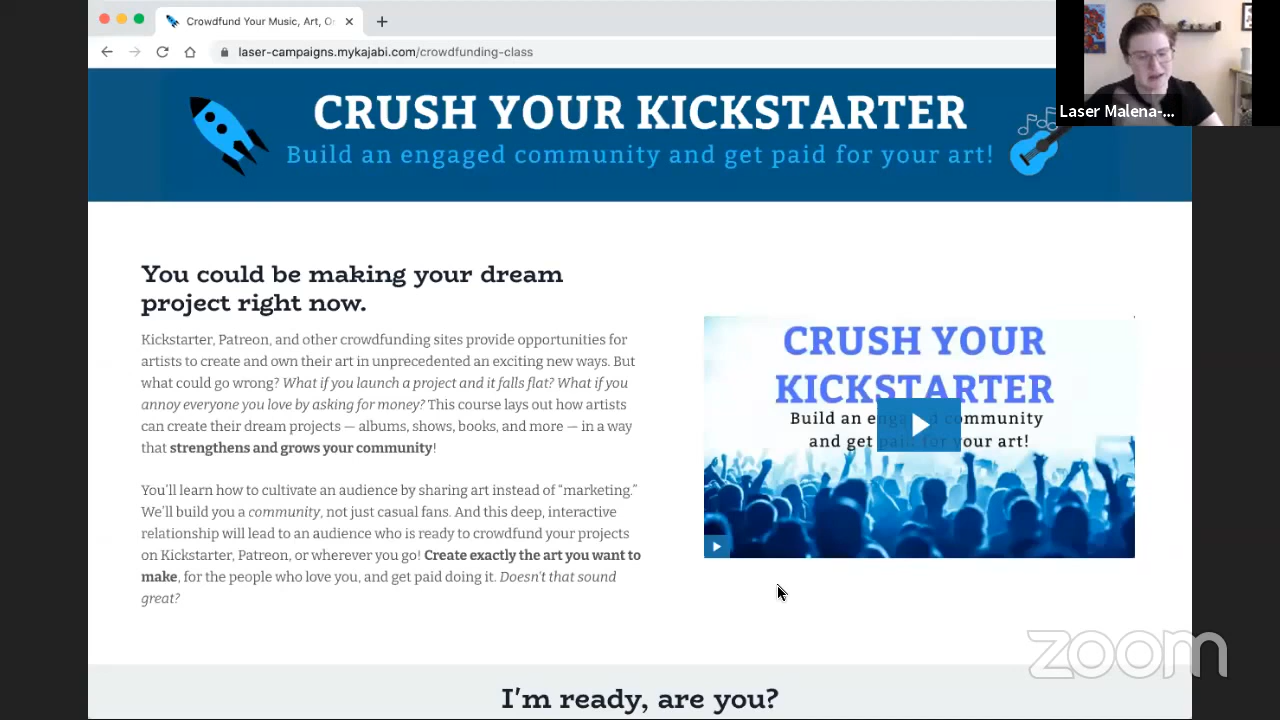 Crowdfund Your Music, Art, Or
laser-campaigns.mykajabi.com/crowdfunding-class
Laser Malena-...
CRUSH YOUR KICKSTARTER
Build an engaged community and get paid for your art!
You could be making your dream
project right now.
Kickstarter, Patreon, and other crowdfunding sites provide opportunities for
artists to create and own their art in unprecedented an exciting new ways. But
what could go wrong? What if you launch a project and it falls flat? What if you
annoy everyone you love by asking for money? This course lays out how artists
can create their dream projects — albums, shows, books, and more — in a way
that strengthens and grows your community!
You'll learn how to cultivate an audience by sharing art instead of “marketing.”
We'll build you a community, not just casual fans. And this deep, interactive
relationship will lead to an audience who is ready to crowdfund your projects
on Kickstarter, Patreon, or wherever you go! Create exactly the art you want to
make, for the people who love you, and get paid doing it. Doesn't that sound
great?
CRUSH YOUR
KICKSTARTER
Build an engaged community
and get paid for your art!
zoom
I'm ready, are you?